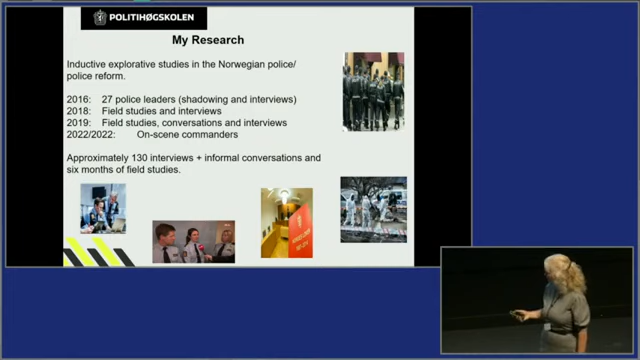 POLITIHØGSKOLEN
My Research
Inductive explorative studies in the Norwegian police/
police reform.
2016: 27 police leaders (shadowing and interviews)
2018: Field studies and interviews
2019: Field studies, conversations and interviews
2022/2022: On-scene commanders
Approximately 130 interviews + informal conversations and
six months of field studies.